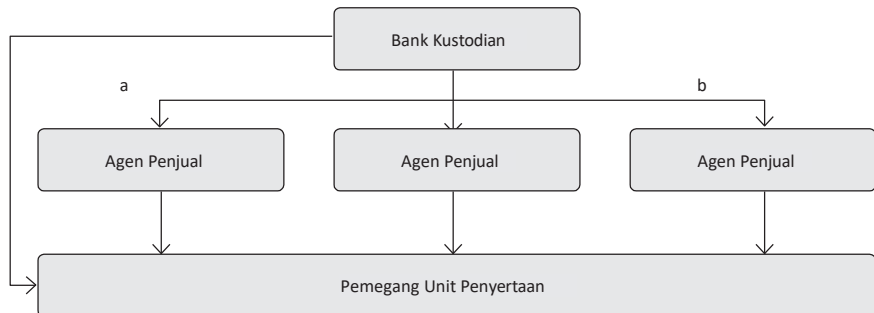 Bank Kustodian
a
b
Agen Penjual
Agen Penjual
Agen Penjual
Pemegang Unit Penyertaan